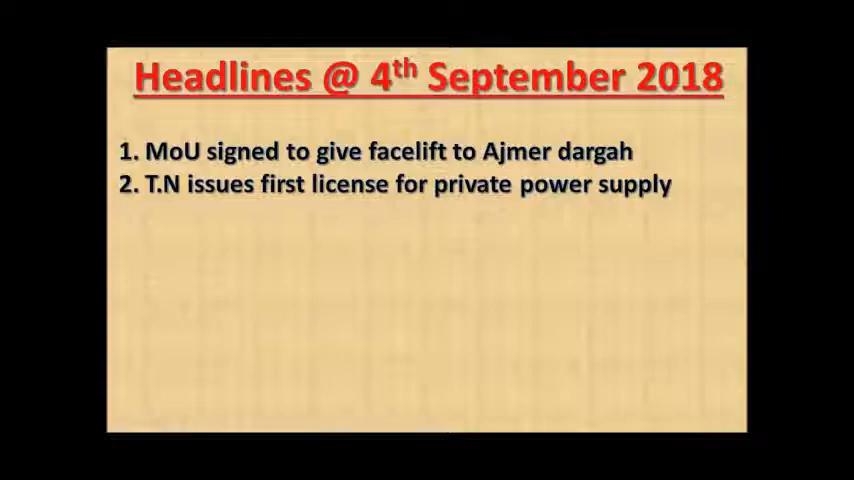 Headlines @ 4th September 2018
1. MoU signed to give facelift to Ajmer dargah
2. T.N issues first license for private power supply